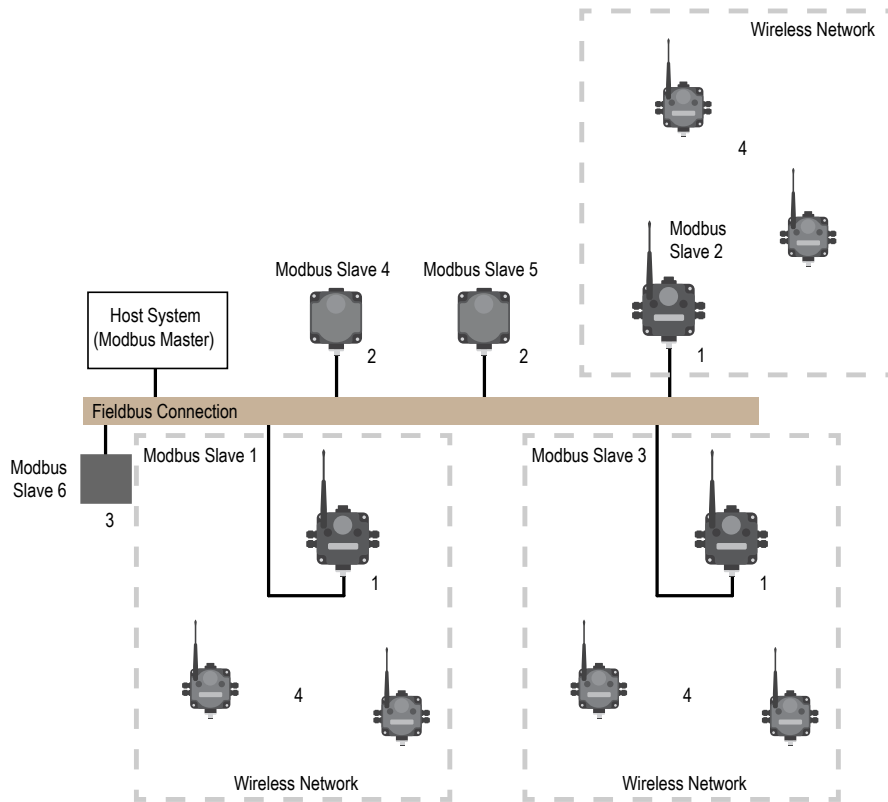 Wireless Network
4
Modbus
Slave 2
Modbus Slave 4
Modbus Slave 5
Host System
(Modbus Master)
2
2
1
Fieldbus Connection
Modbus
Slave 6
3
Modbus Slave 1
1
4
Wireless Network
Modbus Slave 3
1
4
Wireless Network